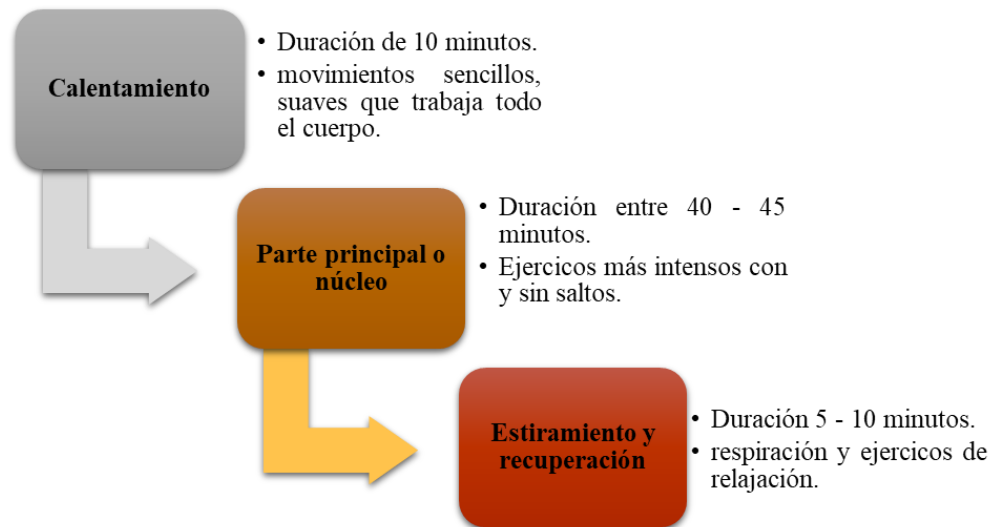 Calentamiento
• Duración de 10 minutos.
• movimientos sencillos,
suaves que trabaja todo
el cuerpo.
Parte principal o
núcleo
• Duración entre 40 - 45
minutos.
• Ejercicos más intensos con
y sin saltos.
Estiramiento y
recuperación
• Duración 5 - 10 minutos.
• respiración y ejercicos de
relajación.